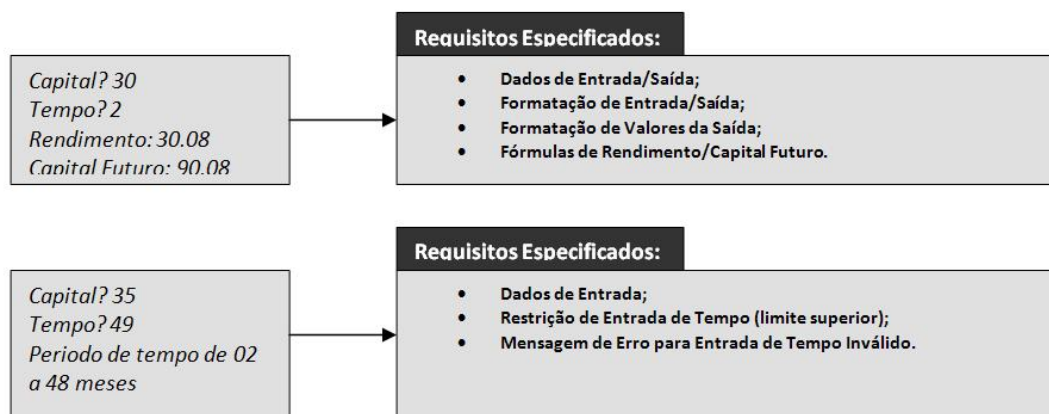 Requisitos Especificados:
Capital? 30
Tempo? 2
Rendimento: 30.08
Capital Futuro: 90.08
• Dados de Entrada/Saída;
• Formatação de Entrada/Saída;
• Formatação de Valores da Saída;
• Fórmulas de Rendimento/Capital Futuro.
Requisitos Especificados:
Capital? 35
Tempo? 49
Periodo de tempo de 02
a 48 meses
• Dados de Entrada;
• Restrição de Entrada de Tempo (limite superior);
• Mensagem de Erro para Entrada de Tempo Inválido.